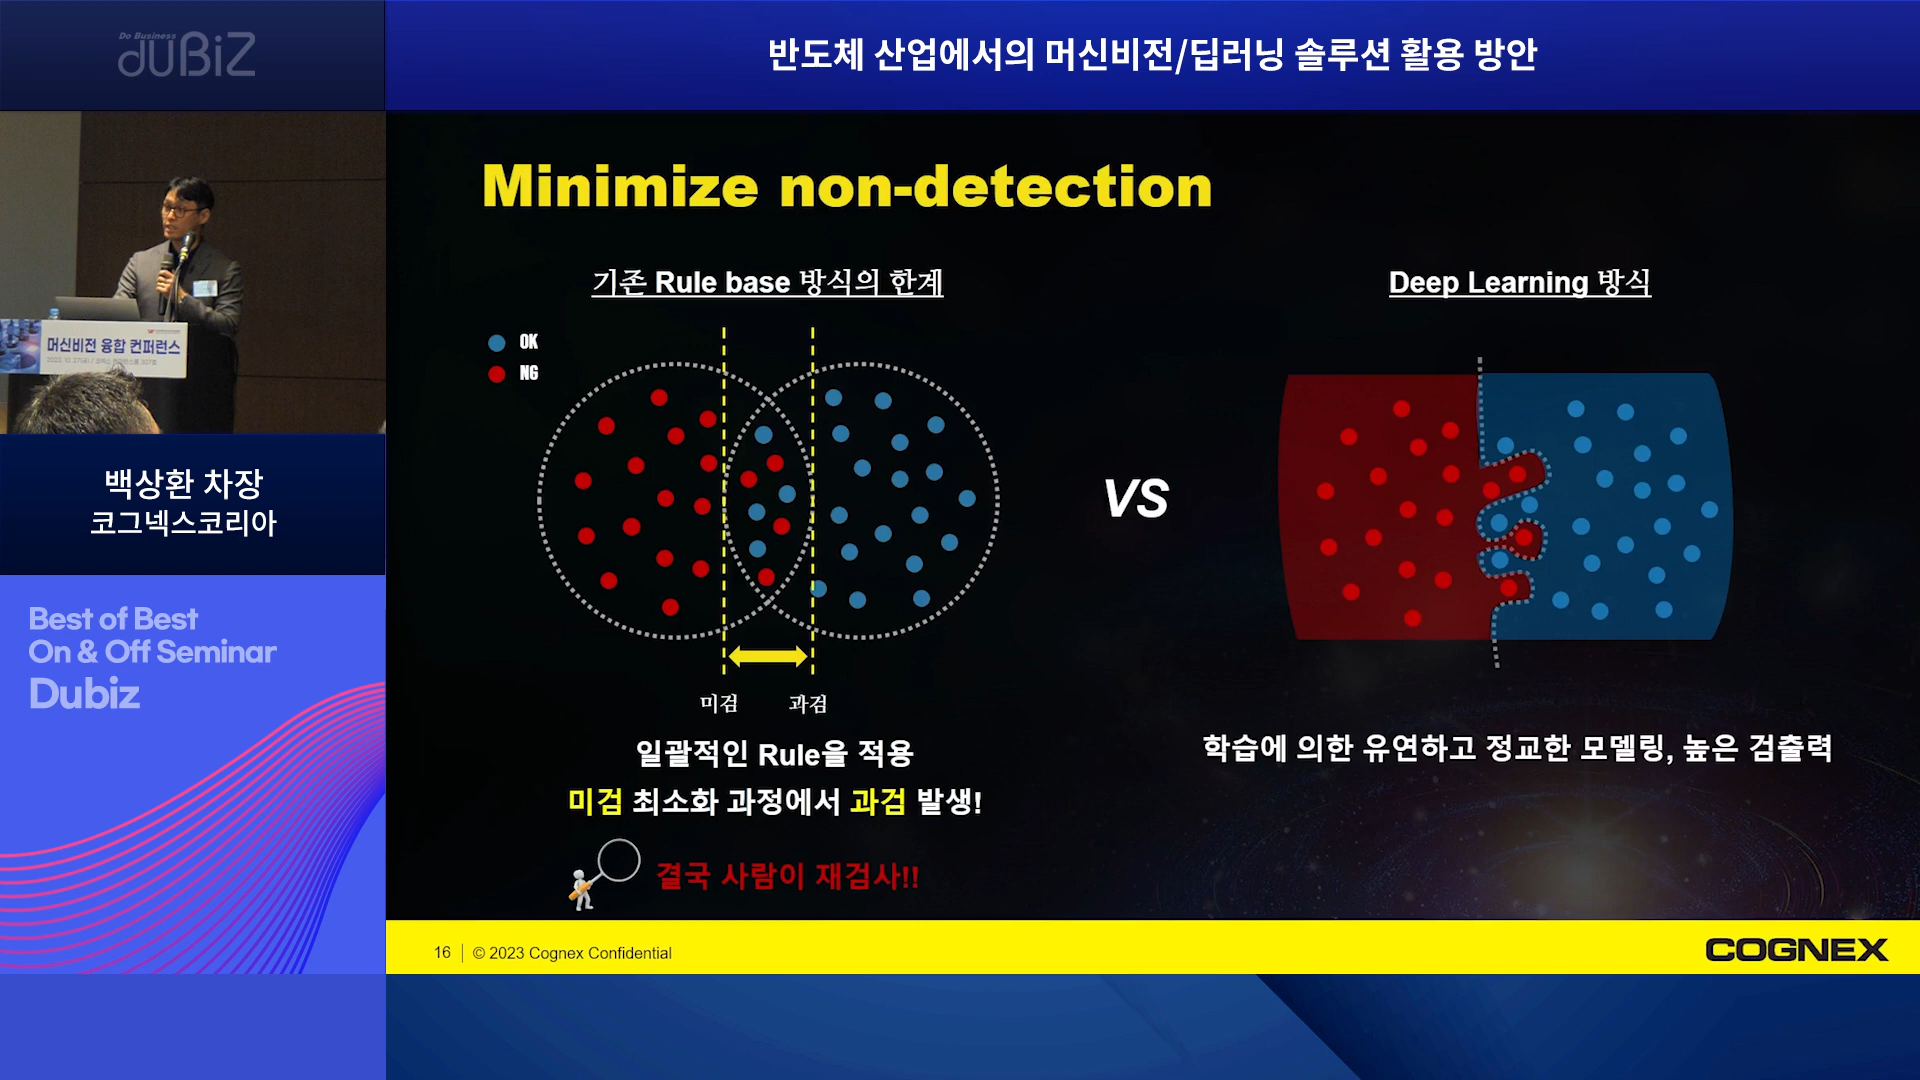 Do Business
duBiZ
반도체 산업에서의 머신비전/딥러닝 솔루션 활용 방안
머신비전 융합 컨퍼런스
백상환 차장
코그넥스코리아
Best of Best
On & Off Seminar
Dubiz
Minimize non-detection
기존 Rule base 방식의 한계
OK
NG
미검
과검
일괄적인 Rule을 적용
미검 최소화 과정에서 과검 발생!
결국 사람이 재검사!!
VS
Deep Learning 방식
학습에 의한 유연하고 정교한 모델링, 높은 검출력
16 | © 2023 Cognex Confidential
COGNEX